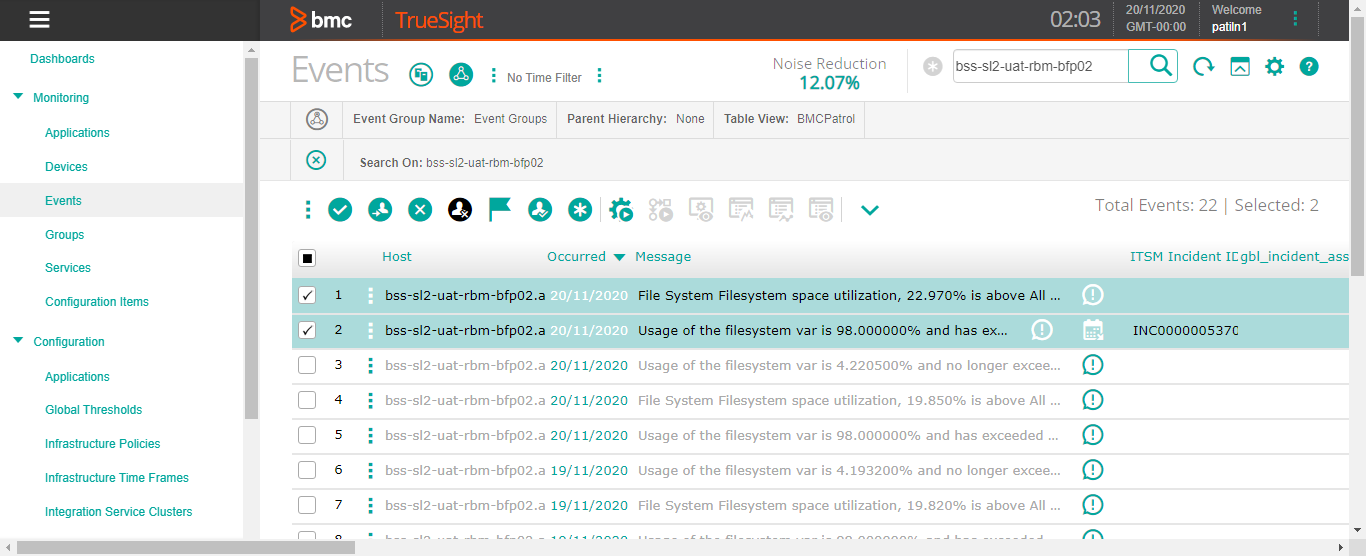 bmc TrueSight 02:03 20/11/2020 GMT-00:00 Welcome patiln1
Dashboards
Monitoring
Applications
Devices
Events
Groups
Services
Configuration Items
Configuration
Applications
Global Thresholds
Infrastructure Policies
Infrastructure Time Frames
Integration Service Clusters
Events No Time Filter Noise Reduction 12.07% bss-sl2-uat-rbm-bfp02 ?
Event Group Name: Event Groups Parent Hierarchy: None Table View: BMCPatrol
Search On: bss-sl2-uat-rbm-bfp02
Total Events: 22 | Selected: 2
Host Occurred Message ITSM Incident ID gbl_incident_ass
1 bss-sl2-uat-rbm-bfp02.a 20/11/2020 File System Filesystem space utilization, 22.970% is above All ...
2 bss-sl2-uat-rbm-bfp02.a 20/11/2020 Usage of the filesystem var is 98.000000% and has ex... INC0000005370
3 bss-sl2-uat-rbm-bfp02.a 20/11/2020 Usage of the filesystem var is 4.220500% and no longer excee...
4 bss-sl2-uat-rbm-bfp02.a 20/11/2020 File System Filesystem space utilization, 19.850% is above All ...
5 bss-sl2-uat-rbm-bfp02.a 20/11/2020 Usage of the filesystem var is 98.000000% and has exceeded ...
6 bss-sl2-uat-rbm-bfp02.a 19/11/2020 Usage of the filesystem var is 4.193200% and no longer excee...
7 bss-sl2-uat-rbm-bfp02.a 19/11/2020 File System Filesystem space utilization, 19.820% is above All ...